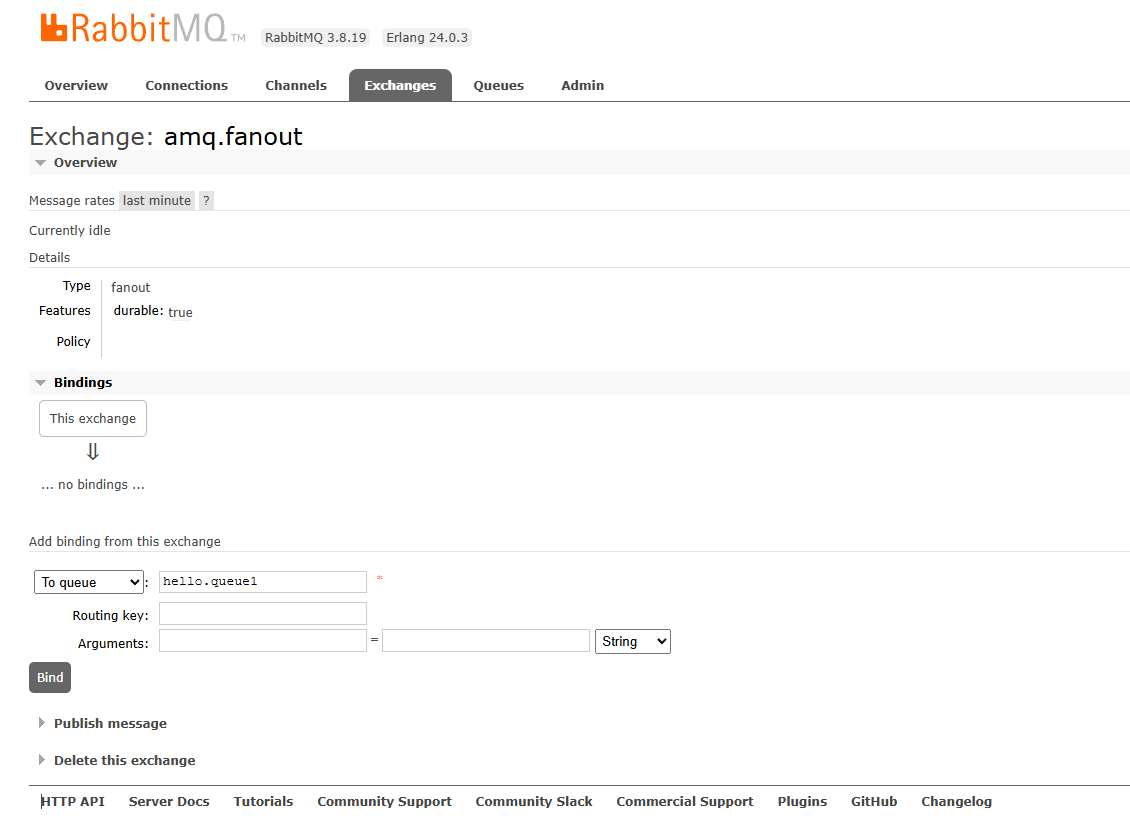 RabbitMQ TM RabbitMQ 3.8.19 Erlang 24.0.3
Overview Connections Channels Exchanges Queues Admin
Exchange: amq.fanout
Overview
Message rates last minute ?
Currently idle
Details
Type fanout
Features durable: true
Policy
Bindings
This exchange
⇓
... no bindings ...
Add binding from this exchange
To queue : hello.queue1 *
Routing key:
Arguments: = String
Bind
Publish message
Delete this exchange
HTTP API Server Docs Tutorials Community Support Community Slack Commercial Support Plugins GitHub Changelog